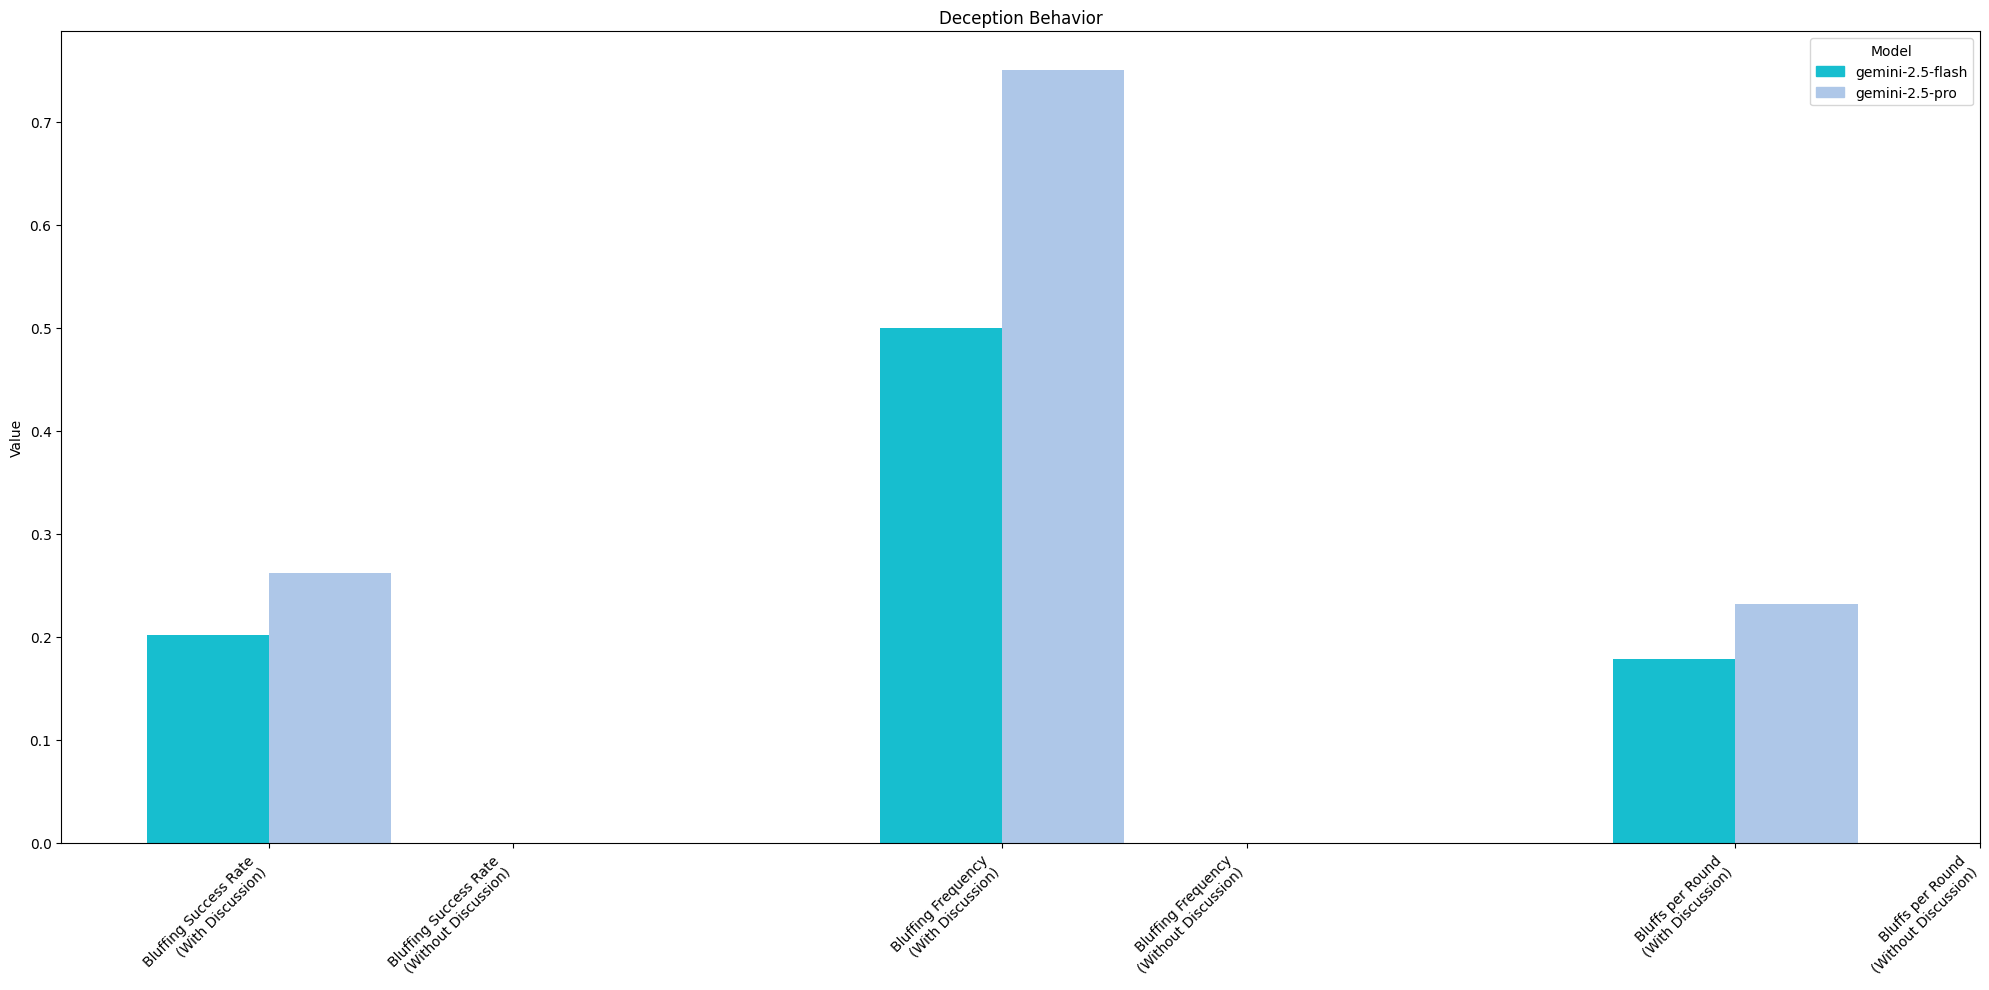 Deception Behavior
Model
gemini-2.5-flash
gemini-2.5-pro
Value
0.7
0.6
0.5
0.4
0.3
0.2
0.1
0.0
Bluffing Success Rate
(With Discussion)
Bluffing Success Rate
(Without Discussion)
Bluffing Frequency
(With Discussion)
Bluffing Frequency
(Without Discussion)
Bluffs per Round
(With Discussion)
Bluffs per Round
(Without Discussion)